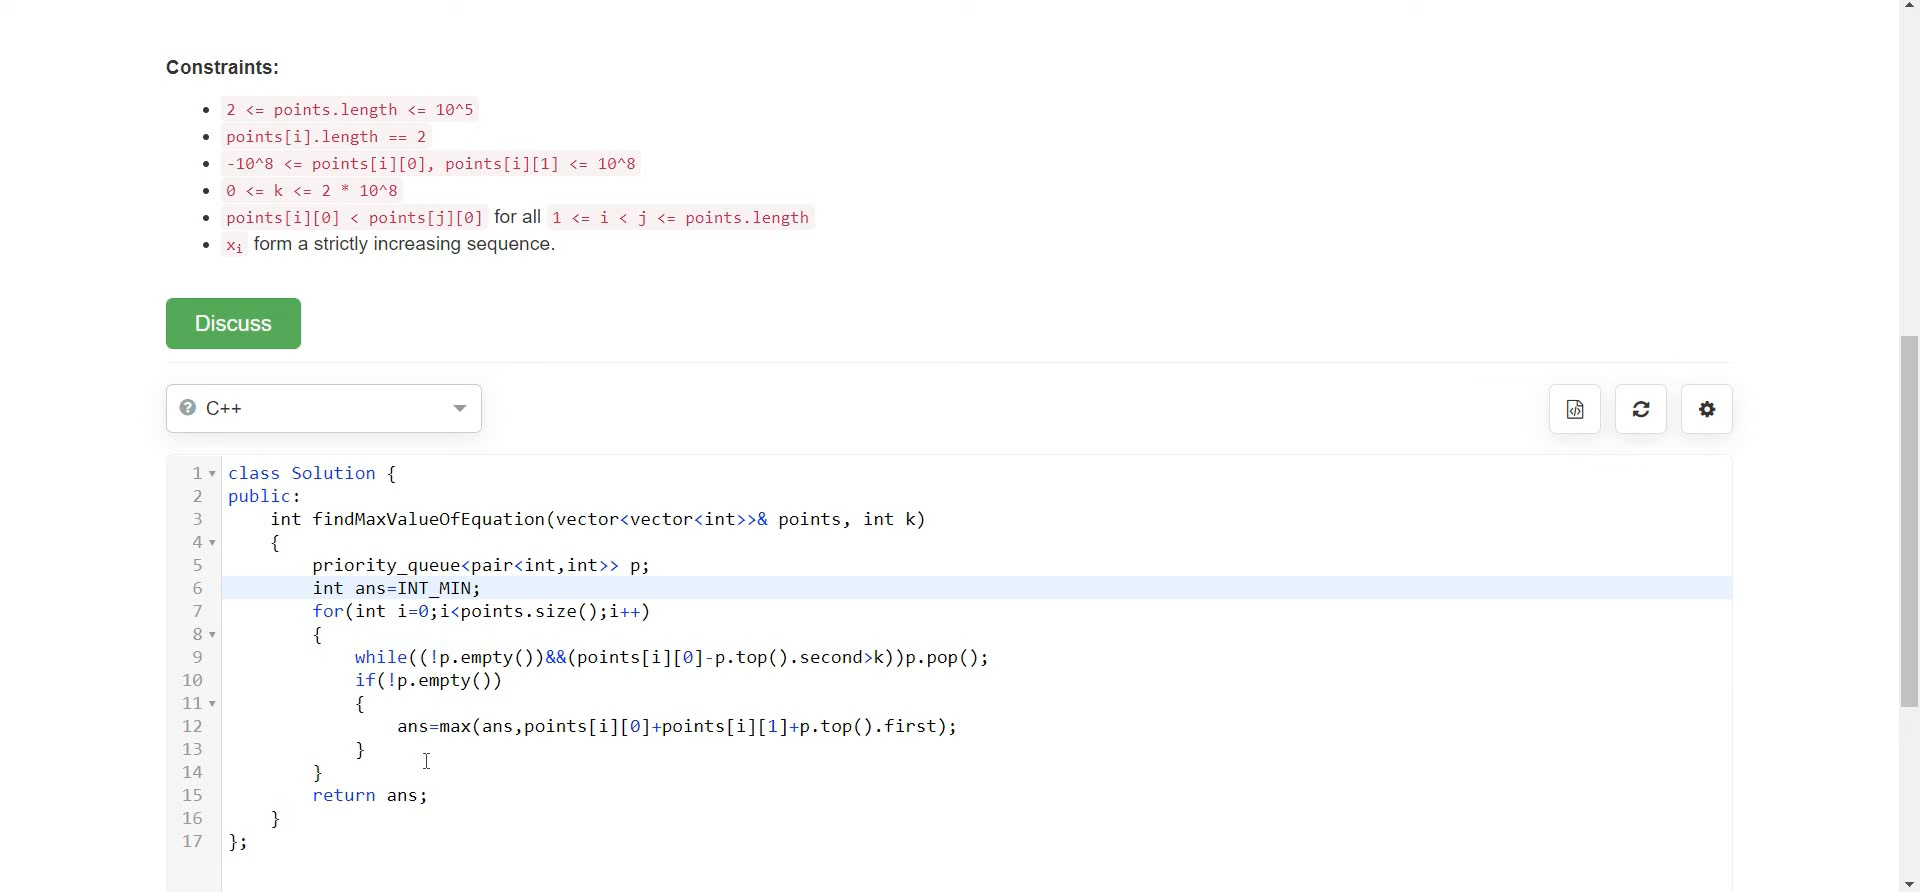 Constraints:
2 <= points.length <= 10^5
points[i].length == 2
-10^8 <= points[i][0], points[i][1] <= 10^8
0 <= k <= 2 * 10^8
points[i][0] < points[j][0] for all 1 <= i < j <= points.length
xi form a strictly increasing sequence.
Discuss
C++
1 class Solution {
2 public:
3     int findMaxValueOfEquation(vector<vector<int>>& points, int k)
4     {
5         priority_queue<pair<int,int>> p;
6         int ans=INT_MIN;
7         for(int i=0;i<points.size();i++)
8         {
9             while((!p.empty())&&(points[i][0]-p.top().second>k))p.pop();
10             if(!p.empty())
11             {
12                 ans=max(ans,points[i][0]+points[i][1]+p.top().first);
13             }
14         }
15         return ans;
16     }
17 };